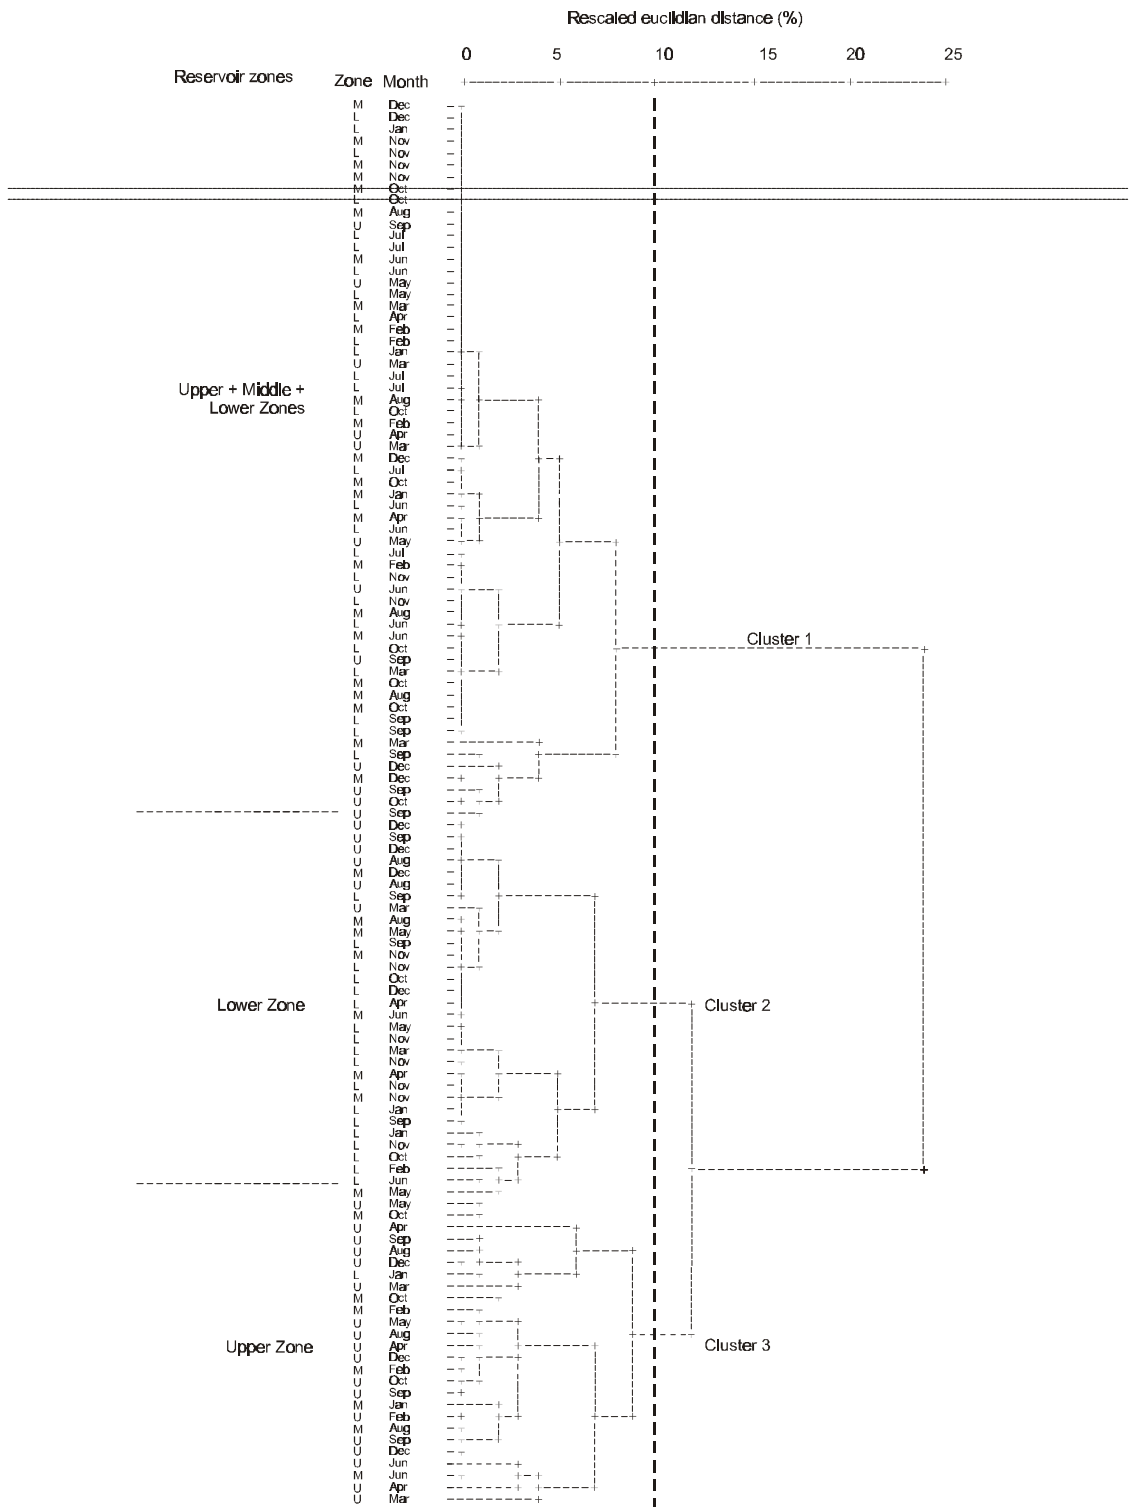 Rescaled euclidian distance (%)
0 5 10 15 20 25
Reservoir zones Zone Month
M Dec
L Dec
L Jan
M Nov
L Nov
M Nov
M Nov
M Oct
L Oct
M Aug
U Sep
L Jul
L Jul
M Jun
L Jun
U May
L May
M Mar
L Apr
M Feb
L Feb
L Jan
U Mar
L Jul
Upper + Middle + L Jul
M Aug
Lower Zones L Oct
M Feb
U Apr
U Mar
M Dec
L Jul
M Oct
M Jan
L Jun
M Apr
L Jun
U May
L Jul
M Feb
L Nov
U Jun
L Nov
M Aug
L Jun
M Jun Cluster 1
L Oct
U Sep
L Mar
M Oct
M Aug
M Oct
L Sep
L Sep
M Mar
L Sep
U Dec
M Dec
U Sep
U Oct
U Sep
U Dec
U Sep
U Dec
U Aug
M Dec
U Aug
L Sep
U Mar
M Aug
M May
L Sep
M Nov
L Nov
L Oct
L Dec
Lower Zone L Apr Cluster 2
M Jun
L May
L Nov
L Mar
L Nov
M Apr
L Nov
M Nov
L Jan
L Sep
L Jan
L Nov
L Oct
L Feb
L Jun
M May
U May
M Oct
U Apr
U Sep
U Aug
U Dec
L Jan
U Mar
M Oct
M Feb
U May
U Aug
Upper Zone U Apr Cluster 3
U Dec
M Feb
U Oct
U Sep
M Jan
U Feb
M Aug
U Sep
U Dec
U Jun
M Jun
U Apr
U Mar